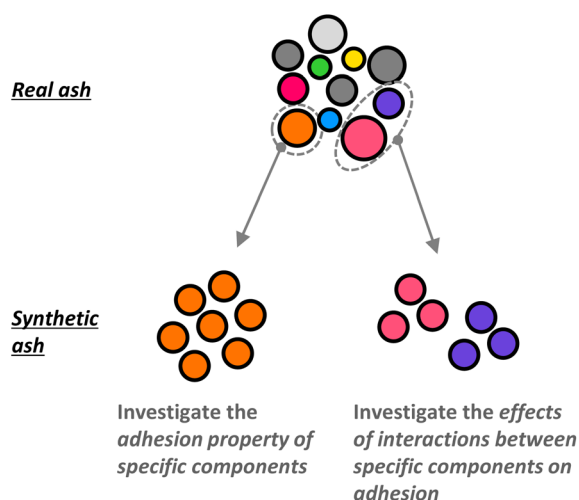 Real ash
Synthetic
ash
Investigate the
adhesion property of
specific components
Investigate the effects
of interactions between
specific components on
adhesion